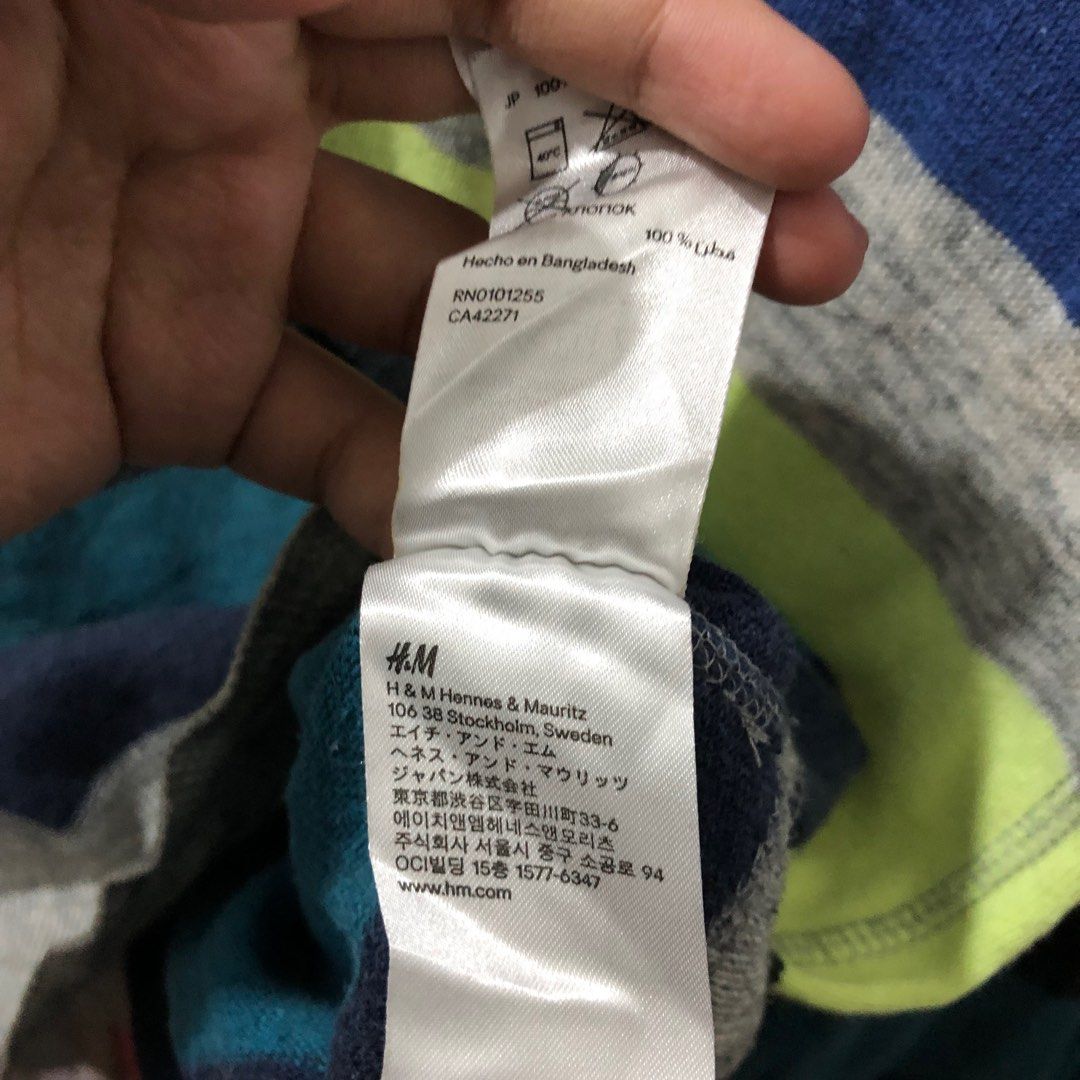 JP 100
40°C
ХЛОПОК
100 % قطن
Hecho en Bangladesh
RN0101255
CA42271
H&M
H & M Hennes & Mauritz
106 38 Stockholm, Sweden
エイチ・アンド・エム
ヘネス・アンド・マウリッツ
ジャパン株式会社
東京都渋谷区宇田川町33-6
에이치앤엠헤네스앤모리츠
주식회사 서울시 중구 소공로 94
OCI빌딩 15층 1577-6347
www.hm.com